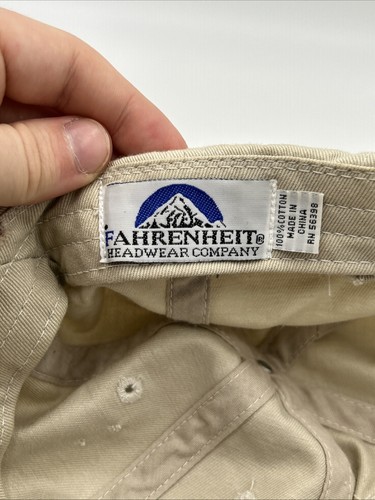 FAHRENHEIT®
HEADWEAR COMPANY
100% COTTON
MADE IN
CHINA
RN 56398